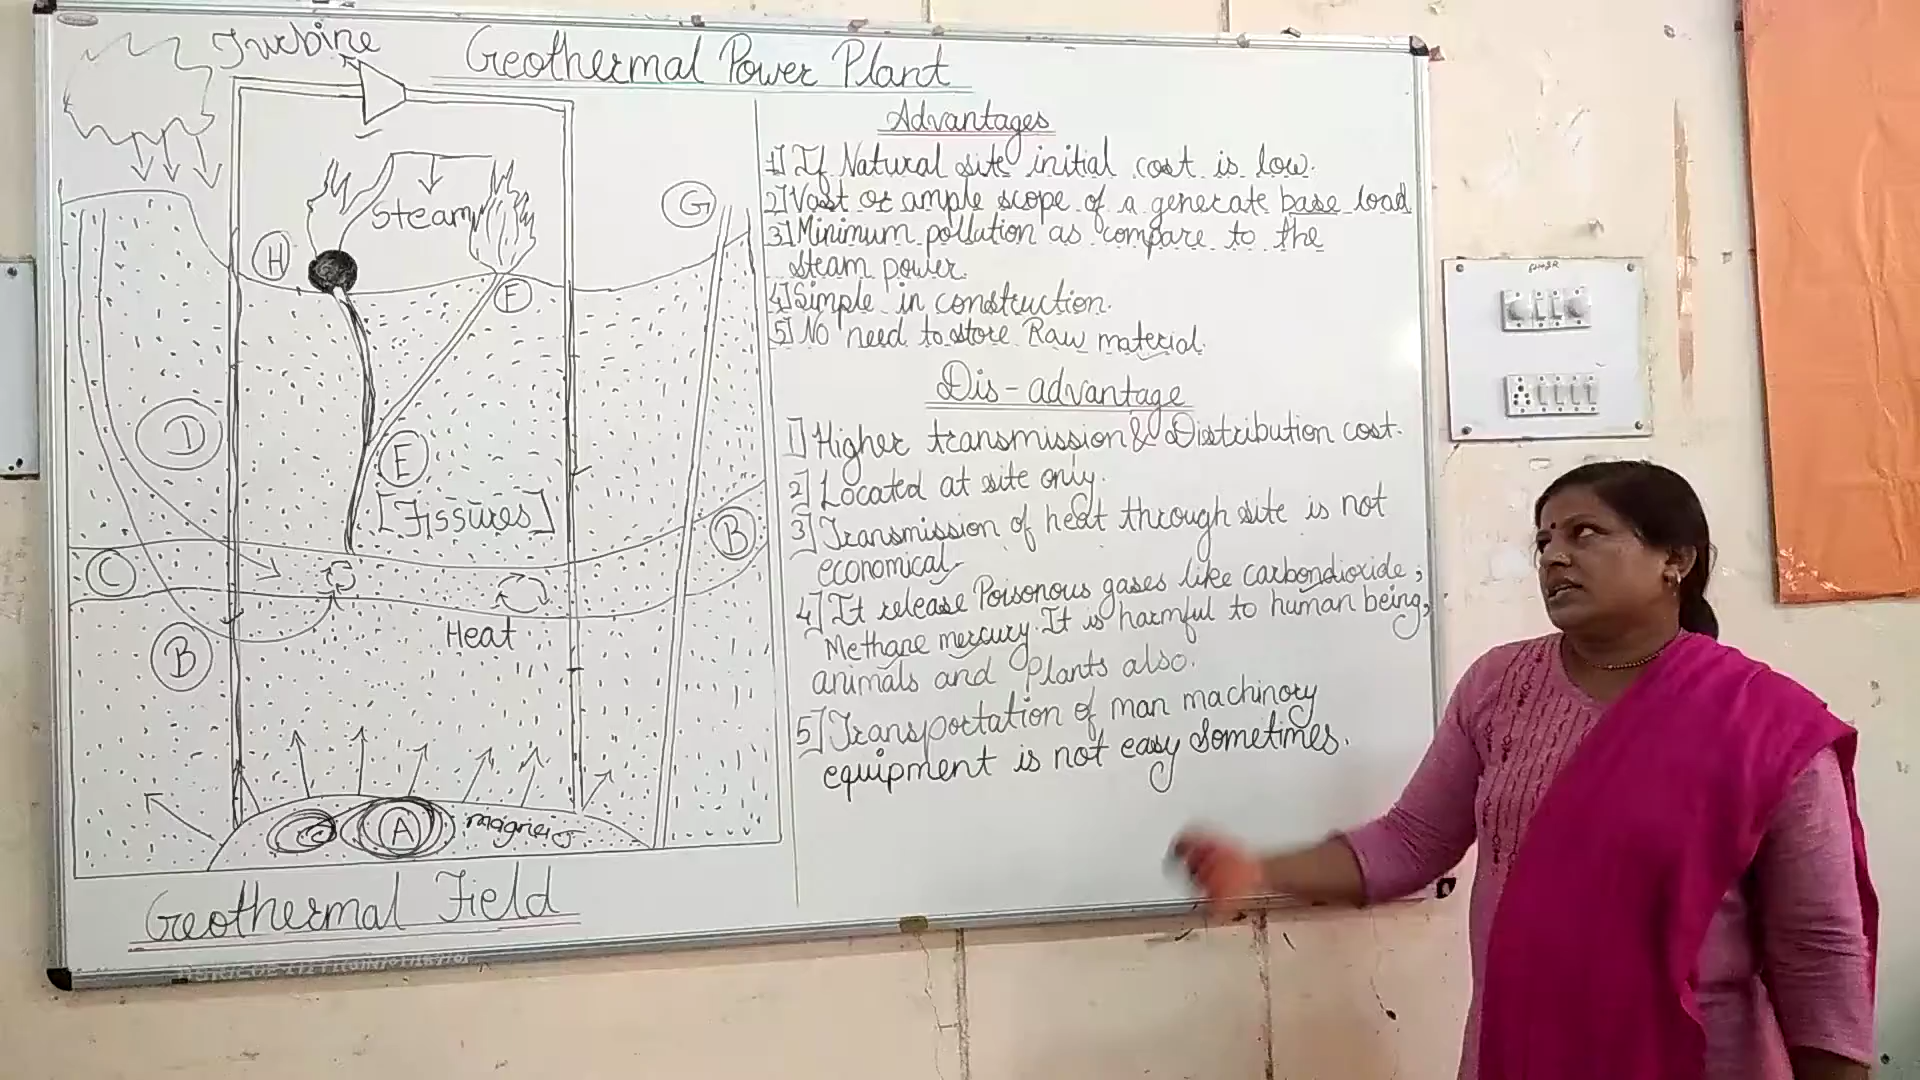 Geothermal Power Plant
Turbine
Steam
G
H
F
D
E
[Fissures]
B
C
B
Heat
A
Geothermal Field
Advantages
1] If Natural site initial cost is low.
2] Vast or ample scope of a generate base load
3] Minimum pollution as compare to the
steam power.
4] Simple in construction.
5] No need to store Raw material.
Dis-advantage
1] Higher transmission & Distribution cost.
2] Located at site only.
3] Transmission of heat through site is not
economical.
4] It release Poisonous gases like carbondioxide,
Methane mercury. It is harmful to human being,
animals and Plants also.
5] Transportation of man machinory
equipment is not easy Sometimes.